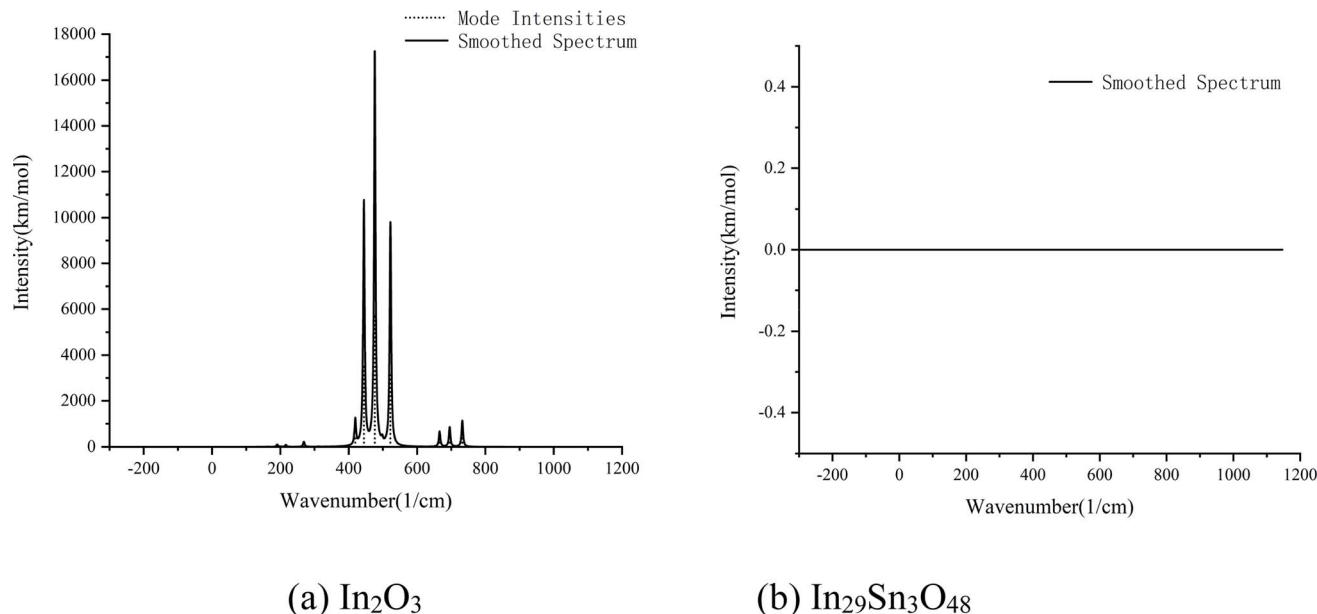 Mode Intensities
Smoothed Spectrum
18000
16000
14000
12000
10000
8000
6000
4000
2000
0
Intensity(km/mol)
-200 0 200 400 600 800 1000 1200
Wavenumber(1/cm)
(a) In₂O₃
Smoothed Spectrum
0.4
0.2
0.0
-0.2
-0.4
Intensity(km/mol)
-200 0 200 400 600 800 1000 1200
Wavenumber(1/cm)
(b) In₂₉Sn₃O₄₈